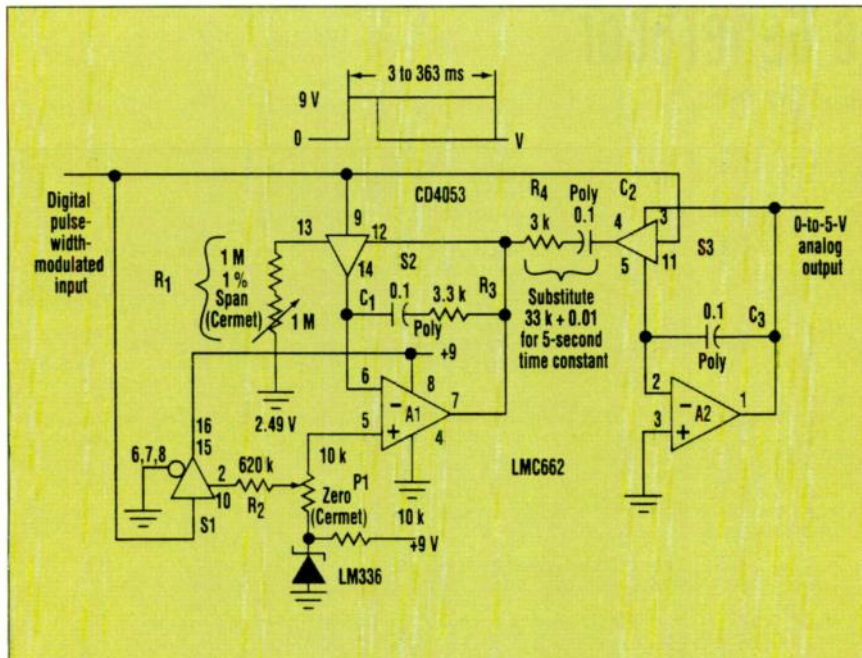 3 to 363 ms
9 V
0
V
Digital
pulse-
width-
modulated
input
CD4053
R4
Poly
0.1
3 k
C2
4
3
5
11
S3
0-to-5-V
analog
output
13
9
12
14
S2
R1
1 M
1 %
Span
(Cermet)
1 M
C1
0.1
Poly
3.3 k
R3
Substitute
33 k + 0.01
for 5-second
time constant
0.1
C3
Poly
+9
6
8
7
A1
5
4
2.49 V
2
1
A2
3
16
15
6,7,8
620 k
2
10
R2
S1
10 k
P1
Zero
(Cermet)
10 k
+9 V
LM336
LMC662